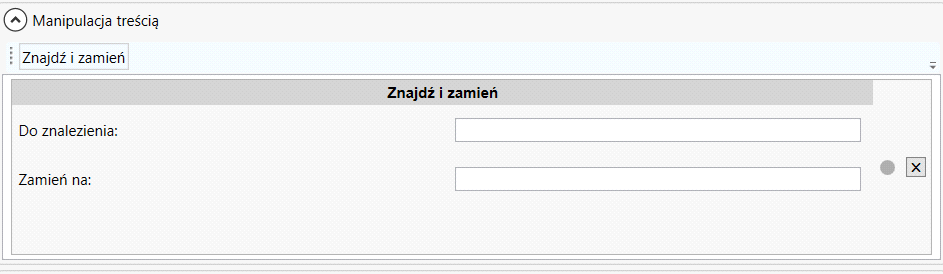 Manipulacja treścią
Znajdź i zamień
Znajdź i zamień
Do znalezienia:
Zamień na: